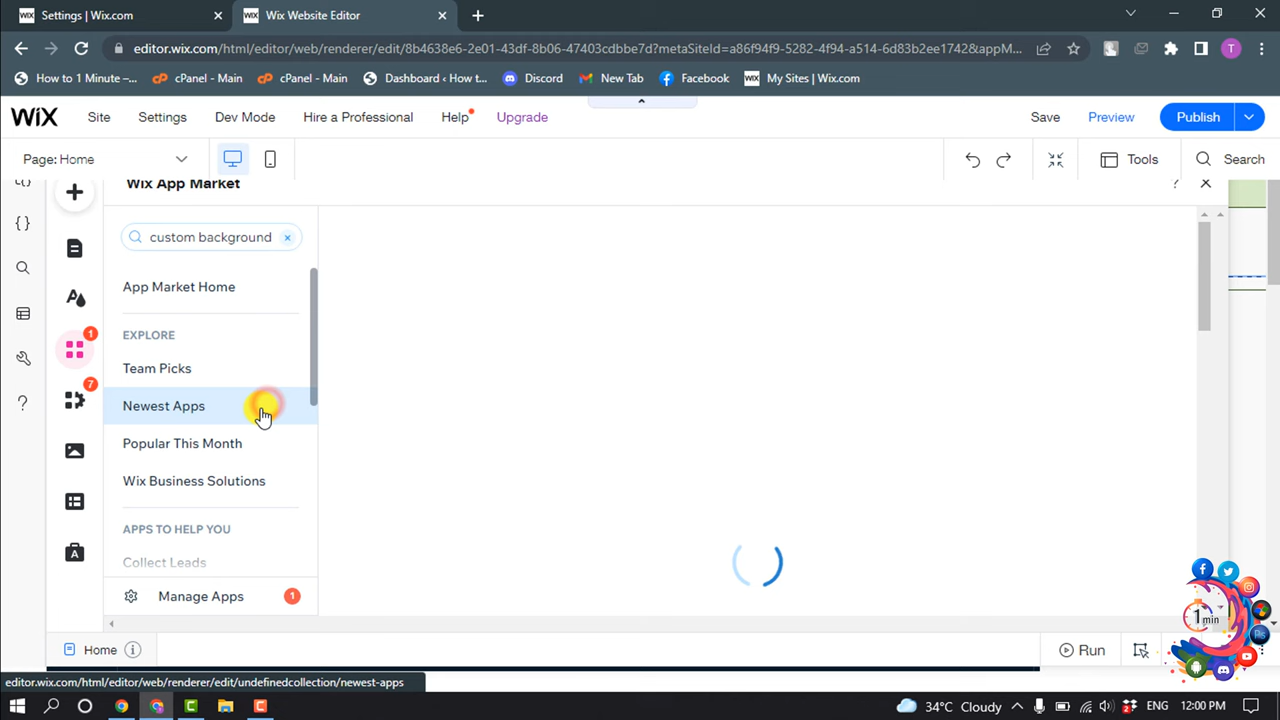 Settings | Wix.com
Wix Website Editor
editor.wix.com/html/editor/web/renderer/edit/8b4638e6-2e01-43df-8b06-47403cdbbe7d?metaSiteId=a86f94f9-5282-4f94-a514-6d83b2ee1742&appM...
T
How to 1 Minute –...
cPanel - Main
cPanel - Main
Dashboard ‹ How t...
Discord
New Tab
Facebook
WIX My Sites | Wix.com
WiX
Site
Settings
Dev Mode
Hire a Professional
Help
Upgrade
Save
Preview
Publish
Page: Home
Tools
Search
Wix App Market
?
custom background
App Market Home
EXPLORE
1
Team Picks
7
Newest Apps
Popular This Month
Wix Business Solutions
APPS TO HELP YOU
Collect Leads
Manage Apps
1
1 min
Home
Run
editor.wix.com/html/editor/web/renderer/edit/undefinedcollection/newest-apps
34°C Cloudy
ENG
12:00 PM